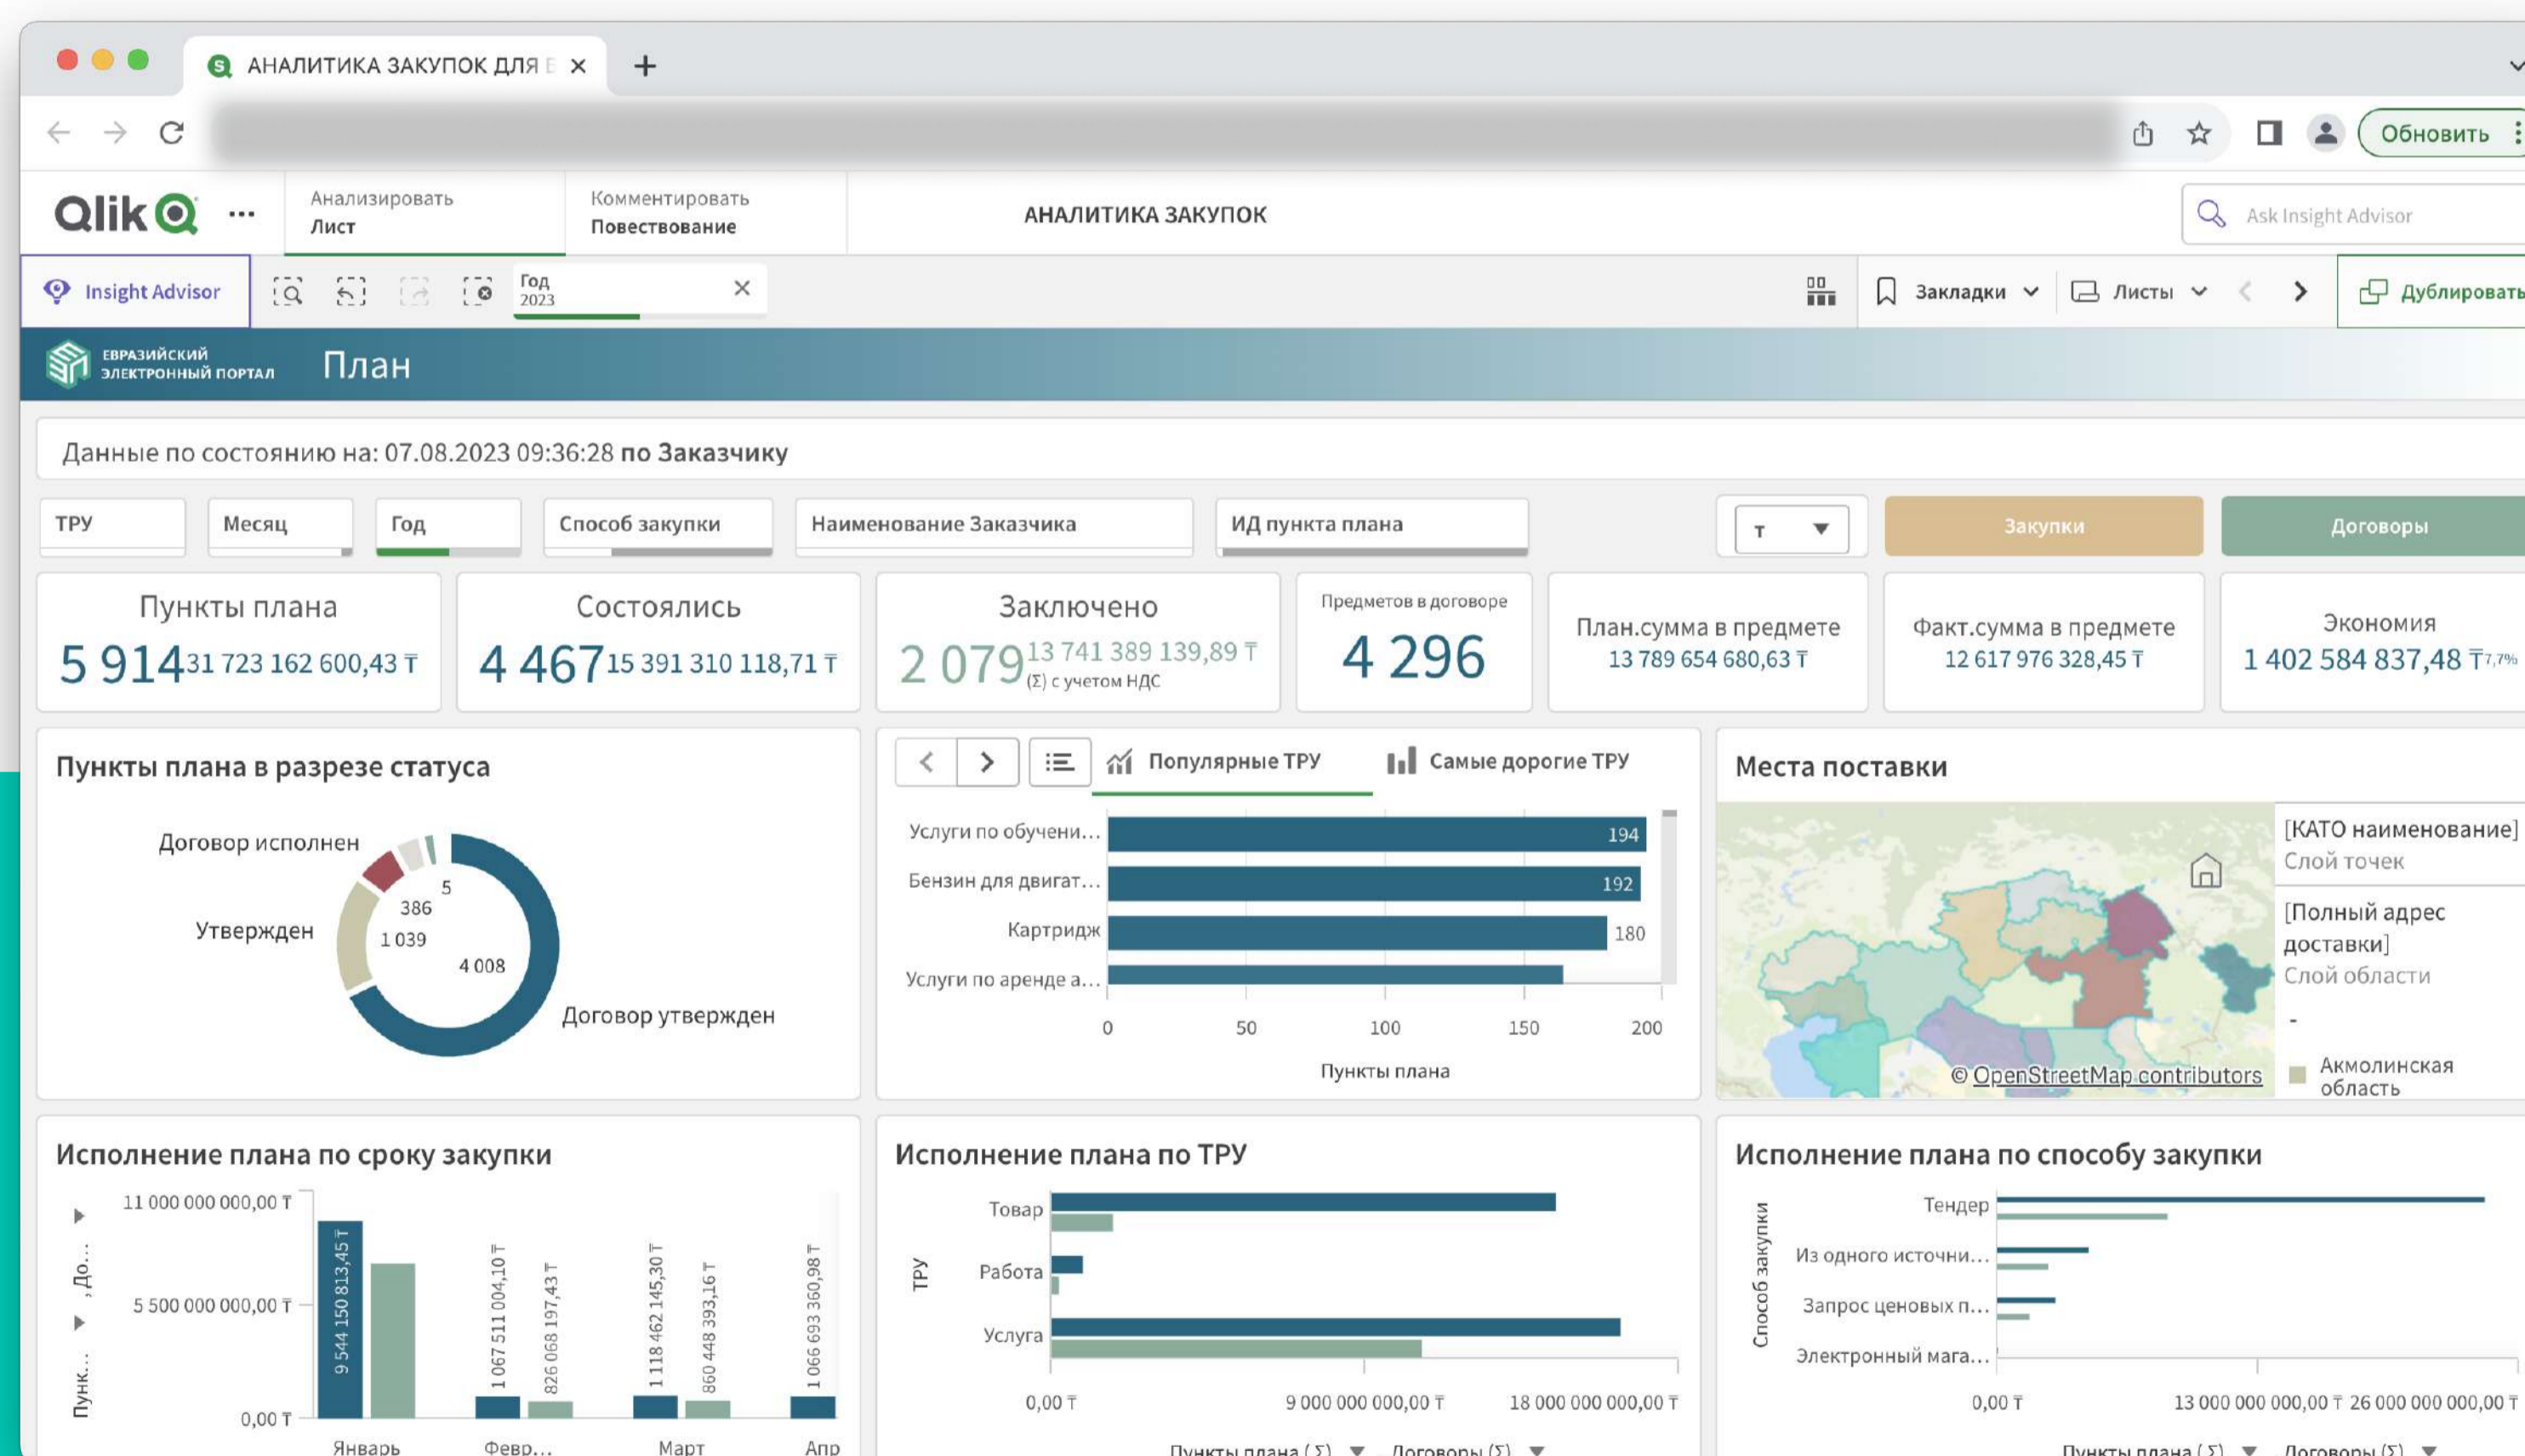 АНАЛИТИКА ЗАКУПОК ДЛЯ В
Обновить
Qlik
Анализировать
Лист
Комментировать
Повествование
АНАЛИТИКА ЗАКУПОК
Ask Insight Advisor
Insight Advisor
Год
2023
Закладки
Листы
Дублировать
ЕВРАЗИЙСКИЙ
ЭЛЕКТРОННЫЙ ПОРТАЛ
План
Данные по состоянию на: 07.08.2023 09:36:28 по Заказчику
ТРУ Месяц Год Способ закупки Наименование Заказчика ИД пункта плана т Закупки Договоры
Пункты плана
5 914 31 723 162 600,43 ₸
Состоялись
4 467 15 391 310 118,71 ₸
Заключено
2 079 13 741 389 139,89 ₸
(Σ) с учетом НДС
Предметов в договоре
4 296
План.сумма в предмете
13 789 654 680,63 ₸
Факт.сумма в предмете
12 617 976 328,45 ₸
Экономия
1 402 584 837,48 ₸ 7,7%
Пункты плана в разрезе статуса
Договор исполнен
5
386
Утвержден
1 039
4 008
Договор утвержден
Популярные ТРУ
Самые дорогие ТРУ
Услуги по обучени... 194
Бензин для двигат... 192
Картридж 180
Услуги по аренде а...
0 50 100 150 200
Пункты плана
Места поставки
[КАТО наименование]
Слой точек
[Полный адрес
доставки]
Слой области
-
Акмолинская
область
© OpenStreetMap contributors
Исполнение плана по сроку закупки
Пунк... , До...
11 000 000 000,00 ₸
5 500 000 000,00 ₸
0,00 ₸
9 544 150 813,45 ₸
1 067 511 004,10 ₸
826 068 197,43 ₸
1 118 462 145,30 ₸
860 448 393,16 ₸
1 066 693 360,98 ₸
Январь Февр... Март Апр
Исполнение плана по ТРУ
ТРУ
Товар
Работа
Услуга
0,00 ₸ 9 000 000 000,00 ₸ 18 000 000 000,00 ₸
Пункты плана (Σ) , Договоры (Σ)
Исполнение плана по способу закупки
Способ закупки
Тендер
Из одного источни...
Запрос ценовых п...
Электронный мага...
0,00 ₸ 13 000 000 000,00 ₸ 26 000 000 000,00 ₸
Пункты плана (Σ) , Договоры (Σ)